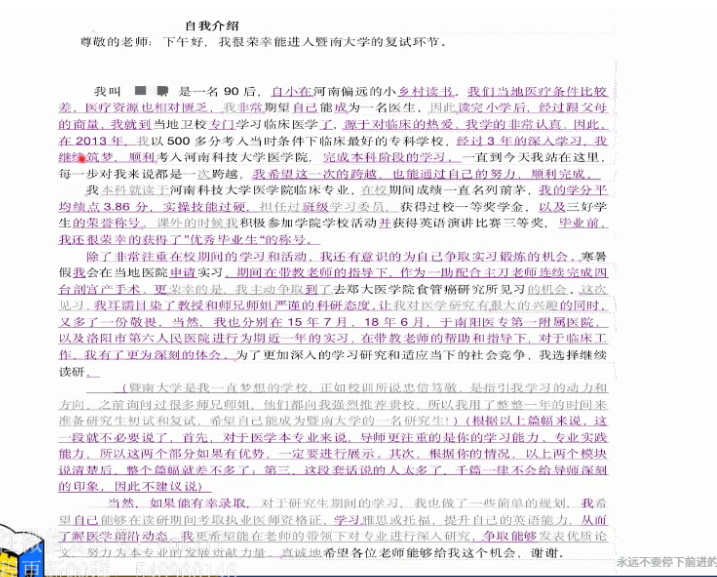 自我介绍
尊敬的老师：下午好，我很荣幸能进入暨南大学的复试环节。
我叫 是一名 90 后，自小在河南偏远的小乡村读书。我们当地医疗条件比较
差，医疗资源也相对匮乏，我非常期望自己能成为一名医生，因此读完小学后，经过跟父母
的商量，我就到当地卫校专门学习临床医学了，源于对临床的热爱，我学的非常认真，因此，
在 2013 年，我以 500 多分考入当时条件下临床最好的专科学校，经过 3 年的深入学习，我
继续筑梦，顺利考入河南科技大学医学院，完成本科阶段的学习，一直到今天我站在这里，
每一步对我来说都是一次跨越，我希望这一次的跨越，也能通过自己的努力，顺利完成。
我本科就读于河南科技大学医学院临床专业，在校期间成绩一直名列前茅，我的学分平
均绩点 3.86 分，实操技能过硬，担任过班级学习委员，获得过校一等奖学金，以及三好学
生的荣誉称号。课外的时候我积极参加学院学校活动并获得英语演讲比赛三等奖，毕业前，
我还很荣幸的获得了"优秀毕业生"的称号。
除了非常注重在校期间的学习和活动，我还有意识的为自己争取实习锻炼的机会。寒暑
假我会在当地医院申请实习，期间在带教老师的指导下，作为一助配合主刀老师连续完成四
台剖宫产手术。更荣幸的是，我主动争取到了去郑大医学院食管癌研究所见习的机会。这次
见习，我耳濡目染了教授和师兄师姐严谨的科研态度，让我对医学研究有很大的兴趣的同时，
又多了一份敬畏。当然，我也分别在 15 年 7 月，18 年 6 月，于南阳医专第一附属医院，
以及洛阳市第六人民医院进行为期近一年的实习，在带教老师的帮助和指导下，对于临床工
作，我有了更为深刻的体会。为了更加深入的学习研究和适应当下的社会竞争，我选择继续
读研。
（暨南大学是我一直梦想的学校，正如校训所说忠信笃敬，是指引我学习的动力和
方向，之前询问过很多师兄师姐，他们都向我强烈推荐贵校，所以我用了整整一年的时间来
准备研究生初试和复试，希望自己能成为暨南大学的一名研究生！)(根据以上篇幅来说，这
一段就不必要说了，首先，对于医学本专业来说，导师更注重的是你的学习能力、专业实践
能力，所以这两个部分如果有优势，一定要进行展示，其次，根据你的情况，以上两个模块
说清楚后，整个篇幅就差不多了；第三，这段套话说的人太多了，千篇一律不会给导师深刻
的印象，因此不建议说)
当然，如果能有幸录取，对于研究生期间的学习，我也做了一些简单的规划，我希
望自己能够在读研期间考取执业医师资格证，学习雅思或托福，提升自己的英语能力，从而
了解医学前沿动态，我更希望能在老师的带领下对专业进行深入研究，争取能够发表优质论
文，努力为本专业的发展贡献力量。真诚地希望各位老师能够给我这个机会，谢谢。
永远不要停下前进的